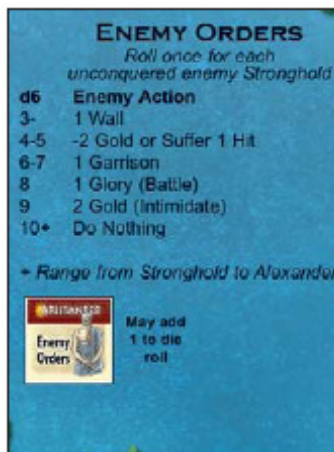 ENEMY ORDERS
Roll once for each
unconquered enemy Stronghold
d6 Enemy Action
3- 1 Wall
4-5 -2 Gold or Suffer 1 Hit
6-7 1 Garrison
8 1 Glory (Battle)
9 2 Gold (Intimidate)
10+ Do Nothing
+ Range from Stronghold to Alexander
Enemy
Orders
May add
1 to die
roll